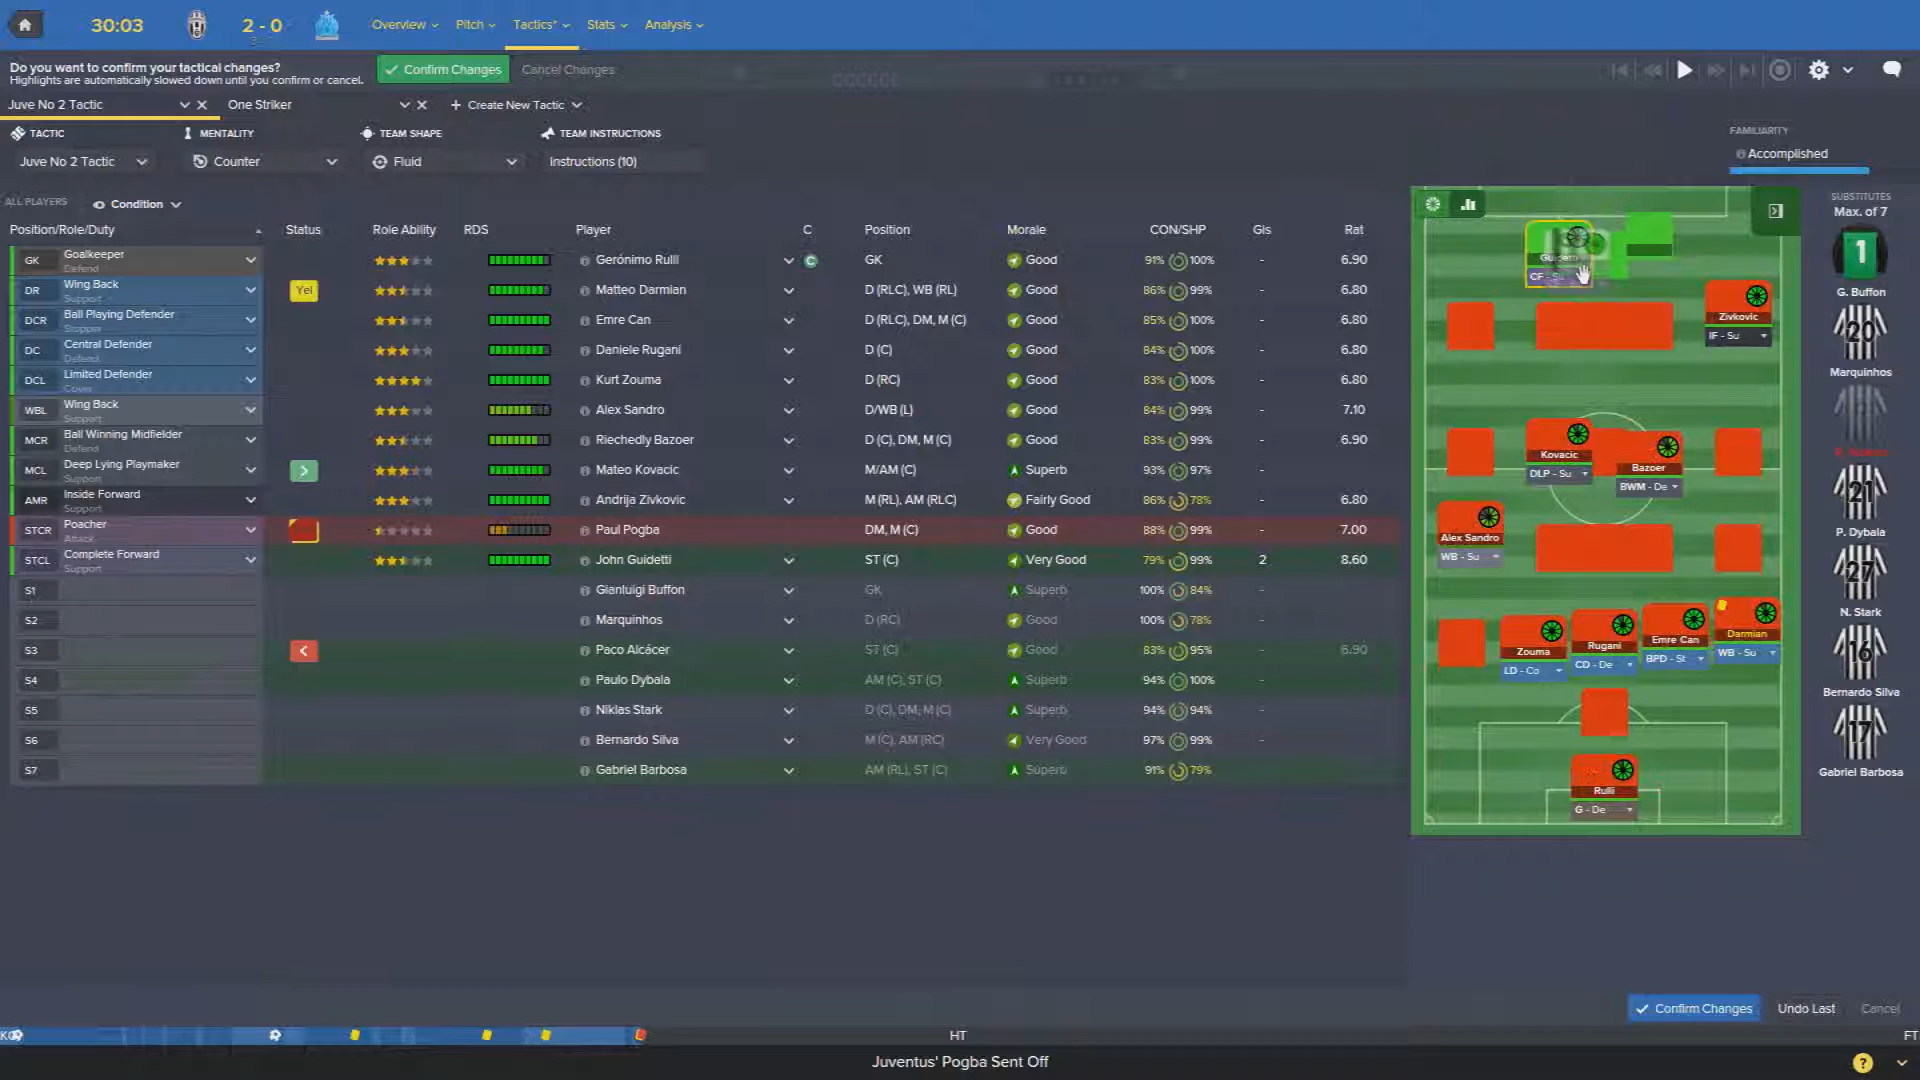 30:03
2 - 0
Overview
Pitch
Tactics*
Stats
Analysis
Do you want to confirm your tactical changes?
Highlights are automatically slowed down until you confirm or cancel.
Confirm Changes
Cancel Changes
Juve No 2 Tactic
One Striker
Create New Tactic
TACTIC
MENTALITY
TEAM SHAPE
TEAM INSTRUCTIONS
Juve No 2 Tactic
Counter
Fluid
Instructions (10)
FAMILIARITY
Accomplished
ALL PLAYERS
Condition
Position/Role/Duty Status Role Ability RDS Player C Position Morale CON/SHP Gls Rat
GK Goalkeeper Defend Gerónimo Rulli C GK Good 91% 100% - 6.90
DR Wing Back Support Yel Matteo Darmian D (RLC), WB (RL) Good 86% 99% - 6.80
DCR Ball Playing Defender Stopper Emre Can D (RLC), DM, M (C) Good 85% 100% - 6.80
DC Central Defender Defend Daniele Rugani D (C) Good 84% 100% - 6.80
DCL Limited Defender Cover Kurt Zouma D (RC) Good 83% 100% - 6.80
WBL Wing Back Support Alex Sandro D/WB (L) Good 84% 99% - 7.10
MCR Ball Winning Midfielder Defend Riechedly Bazoer D (C), DM, M (C) Good 83% 99% - 6.90
MCL Deep Lying Playmaker Support Mateo Kovacic M/AM (C) Superb 93% 97% -
AMR Inside Forward Support Andrija Zivkovic M (RL), AM (RLC) Fairly Good 86% 78% - 6.80
STCR Poacher Attack Paul Pogba DM, M (C) Good 88% 99% - 7.00
STCL Complete Forward Support John Guidetti ST (C) Very Good 79% 99% 2 8.60
S1 Gianluigi Buffon GK Superb 100% 84% -
S2 Marquinhos D (RC) Good 100% 78% -
S3 Paco Alcácer ST (C) Good 83% 95% - 6.90
S4 Paulo Dybala AM (C), ST (C) Superb 94% 100% -
S5 Niklas Stark D (C), DM, M (C) Superb 94% 94% -
S6 Bernardo Silva M (C), AM (RC) Very Good 97% 99% -
S7 Gabriel Barbosa AM (RL), ST (C) Superb 91% 79% -
CF - Su
Zivkovic
IF - Su
Kovacic
DLP - Su
Bazoer
BWM - De
Alex Sandro
WB - Su
Zouma
LD - Co
Rugani
CD - De
Emre Can
BPD - St
Darmian
WB - Su
Rulli
G - De
SUBSTITUTES
Max. of 7
1
G. Buffon
20
Marquinhos
21
P. Dybala
27
N. Stark
16
Bernardo Silva
17
Gabriel Barbosa
Confirm Changes
Undo Last
Cancel
HT
FT
Juventus' Pogba Sent Off
?